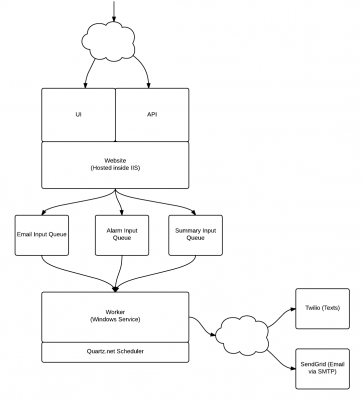 UI
API
Website
(Hosted inside IIS)
Email Input Queue
Alarm Input
Queue
Summary Input
Queue
Worker
(Windows Service)
Quartz.net Scheduler
Twilio (Texts)
SendGrid (Email
via SMTP)